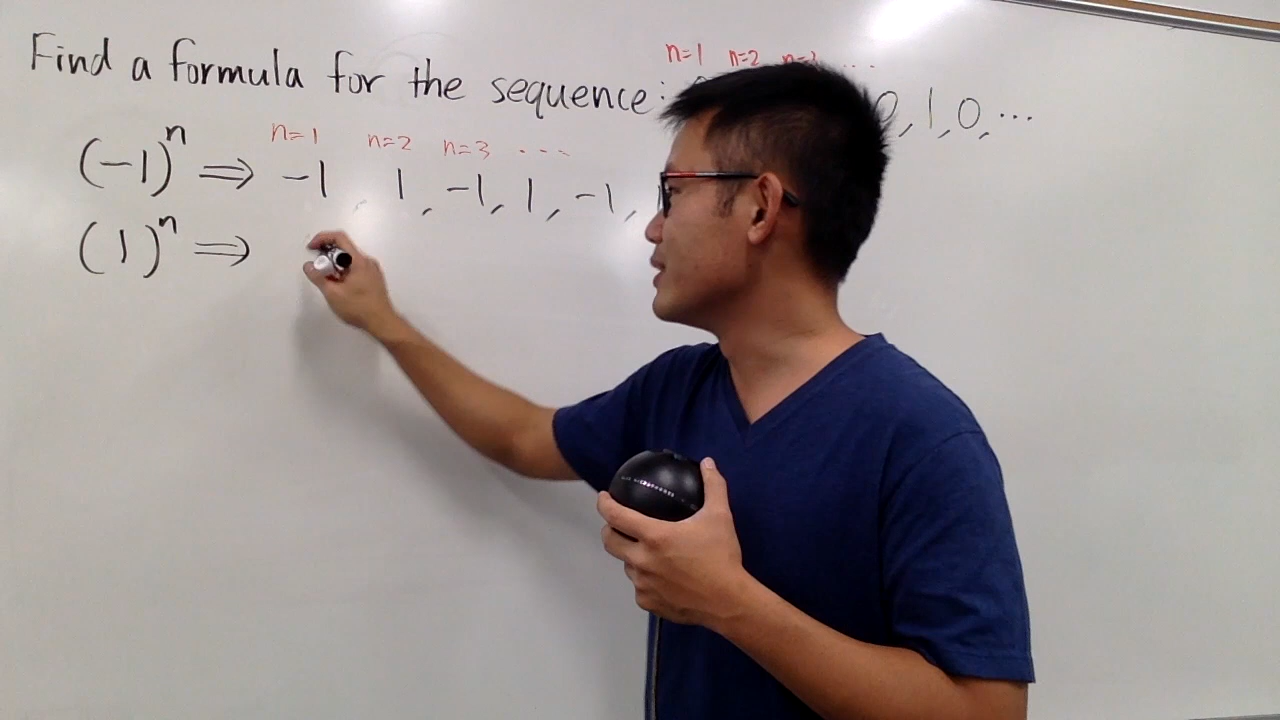 n=1 n=2 n=3 ...
Find a formula for the sequence: 0, 1, 0, ...
n=1 n=2 n=3 ...
(-1)^n ⇒ -1, 1, -1, 1, -1,
(1)^n ⇒